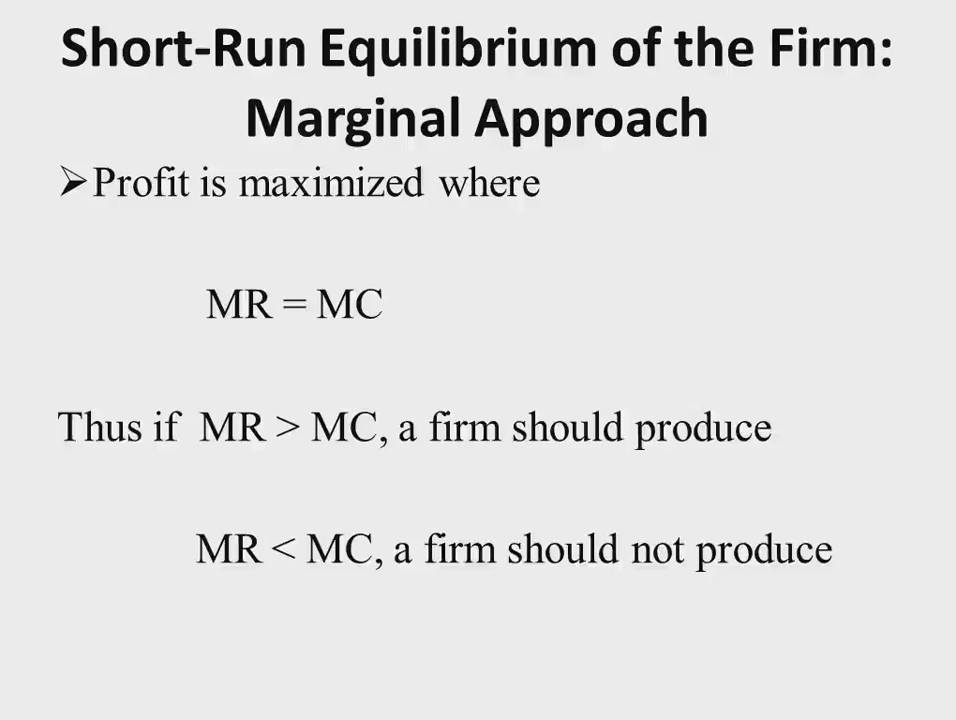 Short-Run Equilibrium of the Firm:
Marginal Approach
➢Profit is maximized where
MR = MC
Thus if MR > MC, a firm should produce
MR < MC, a firm should not produce